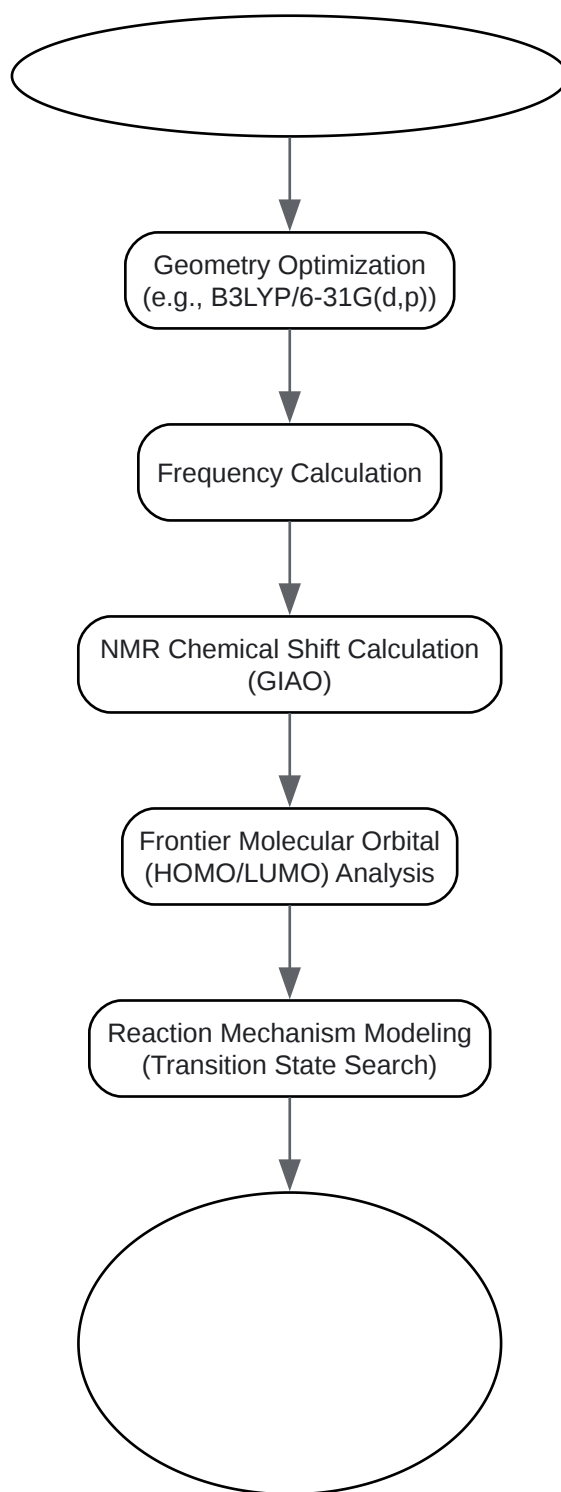 Geometry Optimization
(e.g., B3LYP/6-31G(d,p))
Frequency Calculation
NMR Chemical Shift Calculation
(GIAO)
Frontier Molecular Orbital
(HOMO/LUMO) Analysis
Reaction Mechanism Modeling
(Transition State Search)